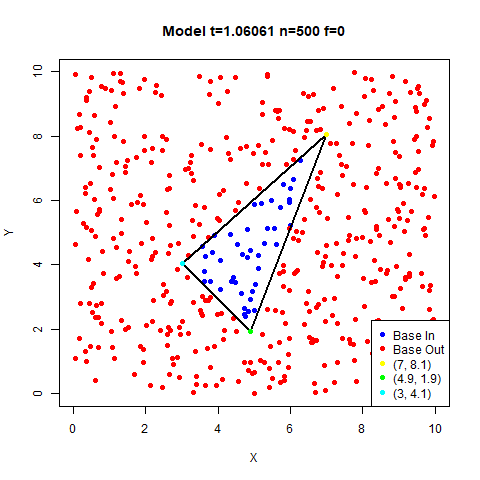 Model t=1.06061 n=500 f=0
10
8
6
4
2
0
Y
Base In
Base Out
(7, 8.1)
(4.9, 1.9)
(3, 4.1)
0 2 4 6 8 10
X